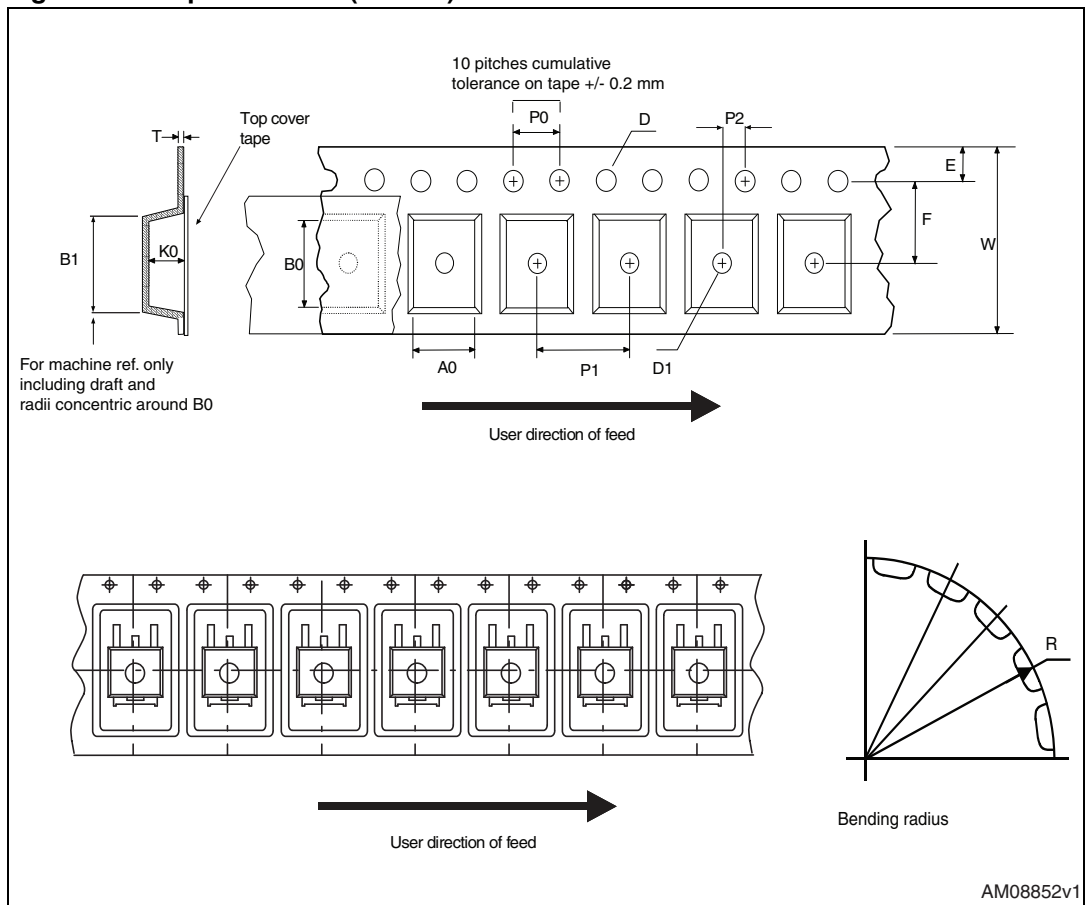 10 pitches cumulative
tolerance on tape +/- 0.2 mm
P0
D
P2
T
Top cover
tape
E
F
W
B1
K0
B0
A0
P1
D1
For machine ref. only
including draft and
radii concentric around B0
User direction of feed
R
Bending radius
User direction of feed
AM08852v1